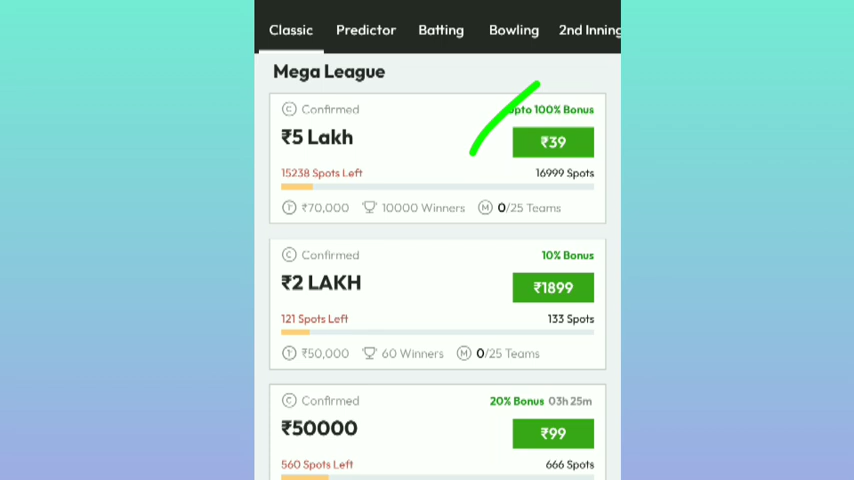 Classic Predictor Batting Bowling 2nd Inning
Mega League
Confirmed
pto 100% Bonus
₹5 Lakh
₹39
15238 Spots Left
16999 Spots
₹70,000 10000 Winners M 0/25 Teams
Confirmed
10% Bonus
₹2 LAKH
₹1899
121 Spots Left
133 Spots
₹50,000 60 Winners M 0/25 Teams
Confirmed
20% Bonus 03h 25m
₹50000
₹99
560 Spots Left
666 Spots